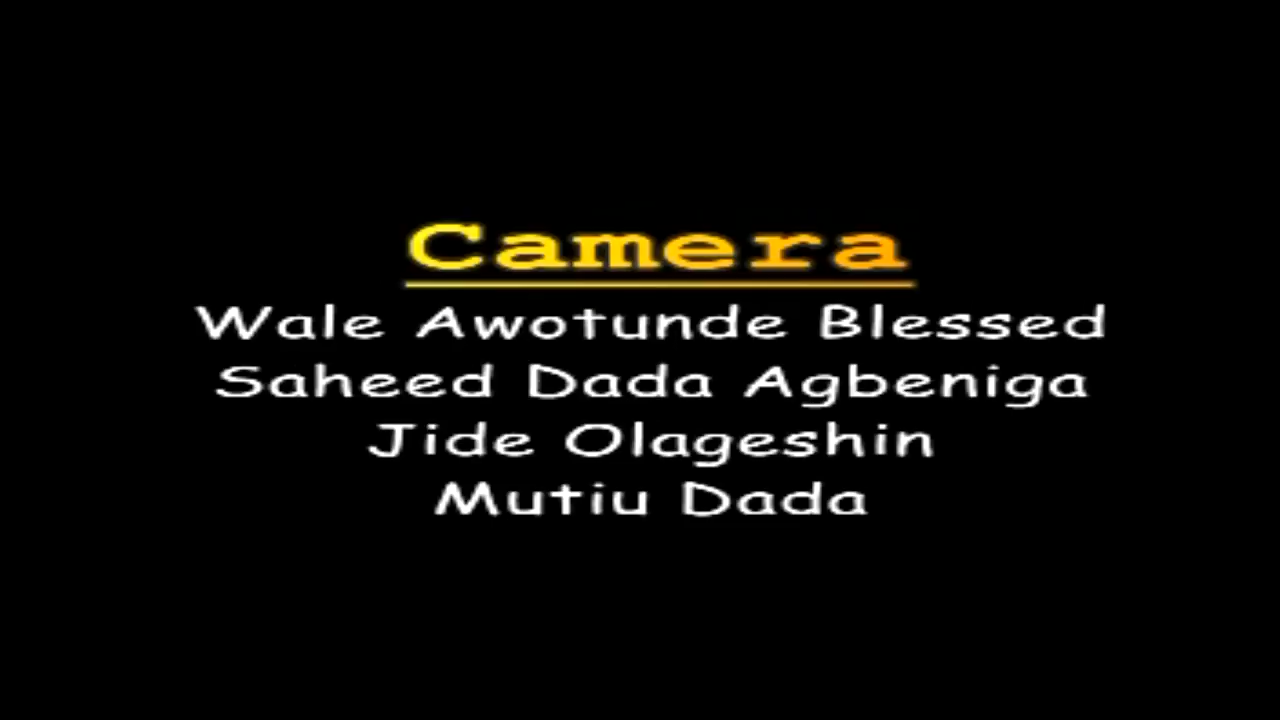 Camera
Wale Awotunde Blessed
Saheed Dada Agbeniga
Jide Olageshin
Mutiu Dada